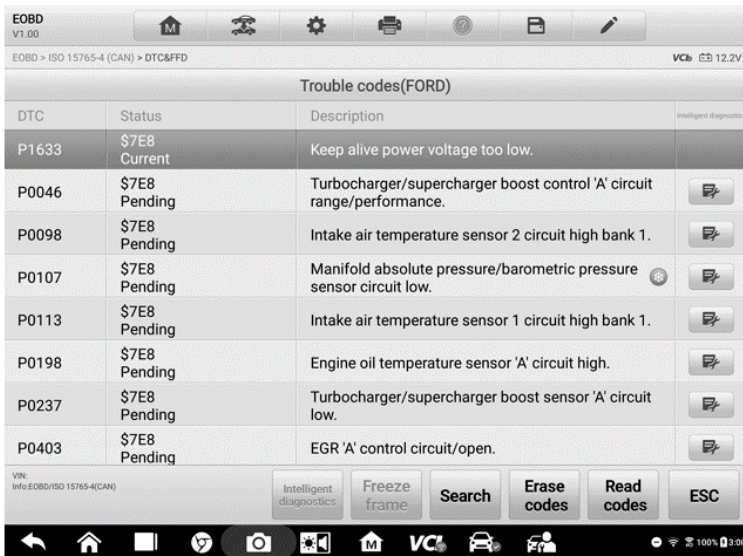 EOBD
V1.00
EOBD > ISO 15765-4 (CAN) > DTC&FFD
VCIb 12.2V
Trouble codes(FORD)
DTC Status Description Intelligent diagnostics
P1633 $7E8 Current Keep alive power voltage too low.
P0046 $7E8 Pending Turbocharger/supercharger boost control 'A' circuit
range/performance.
P0098 $7E8 Pending Intake air temperature sensor 2 circuit high bank 1.
P0107 $7E8 Pending Manifold absolute pressure/barometric pressure
sensor circuit low.
P0113 $7E8 Pending Intake air temperature sensor 1 circuit high bank 1.
P0198 $7E8 Pending Engine oil temperature sensor 'A' circuit high.
P0237 $7E8 Pending Turbocharger/supercharger boost sensor 'A' circuit
low.
P0403 $7E8 Pending EGR 'A' control circuit/open.
VIN:
Info:EOBD/ISO 15765-4(CAN)
Intelligent
diagnostics
Freeze
frame
Search
Erase
codes
Read
codes
ESC
M VCI 100% 3:00